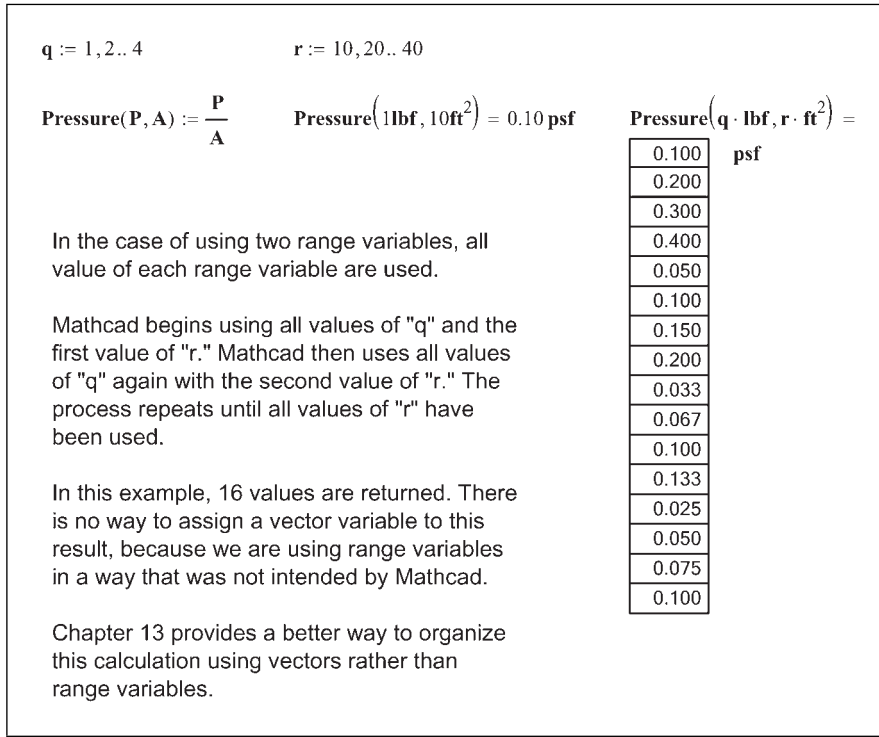 q := 1, 2.. 4
r := 10, 20.. 40
Pressure(P, A) := P/A
Pressure(1lbf, 10ft²) = 0.10 psf
Pressure(q · lbf, r · ft²) =
0.100 psf
0.200
0.300
0.400
0.050
0.100
0.150
0.200
0.033
0.067
0.100
0.133
0.025
0.050
0.075
0.100
In the case of using two range variables, all
value of each range variable are used.
Mathcad begins using all values of "q" and the
first value of "r." Mathcad then uses all values
of "q" again with the second value of "r." The
process repeats until all values of "r" have
been used.
In this example, 16 values are returned. There
is no way to assign a vector variable to this
result, because we are using range variables
in a way that was not intended by Mathcad.
Chapter 13 provides a better way to organize
this calculation using vectors rather than
range variables.